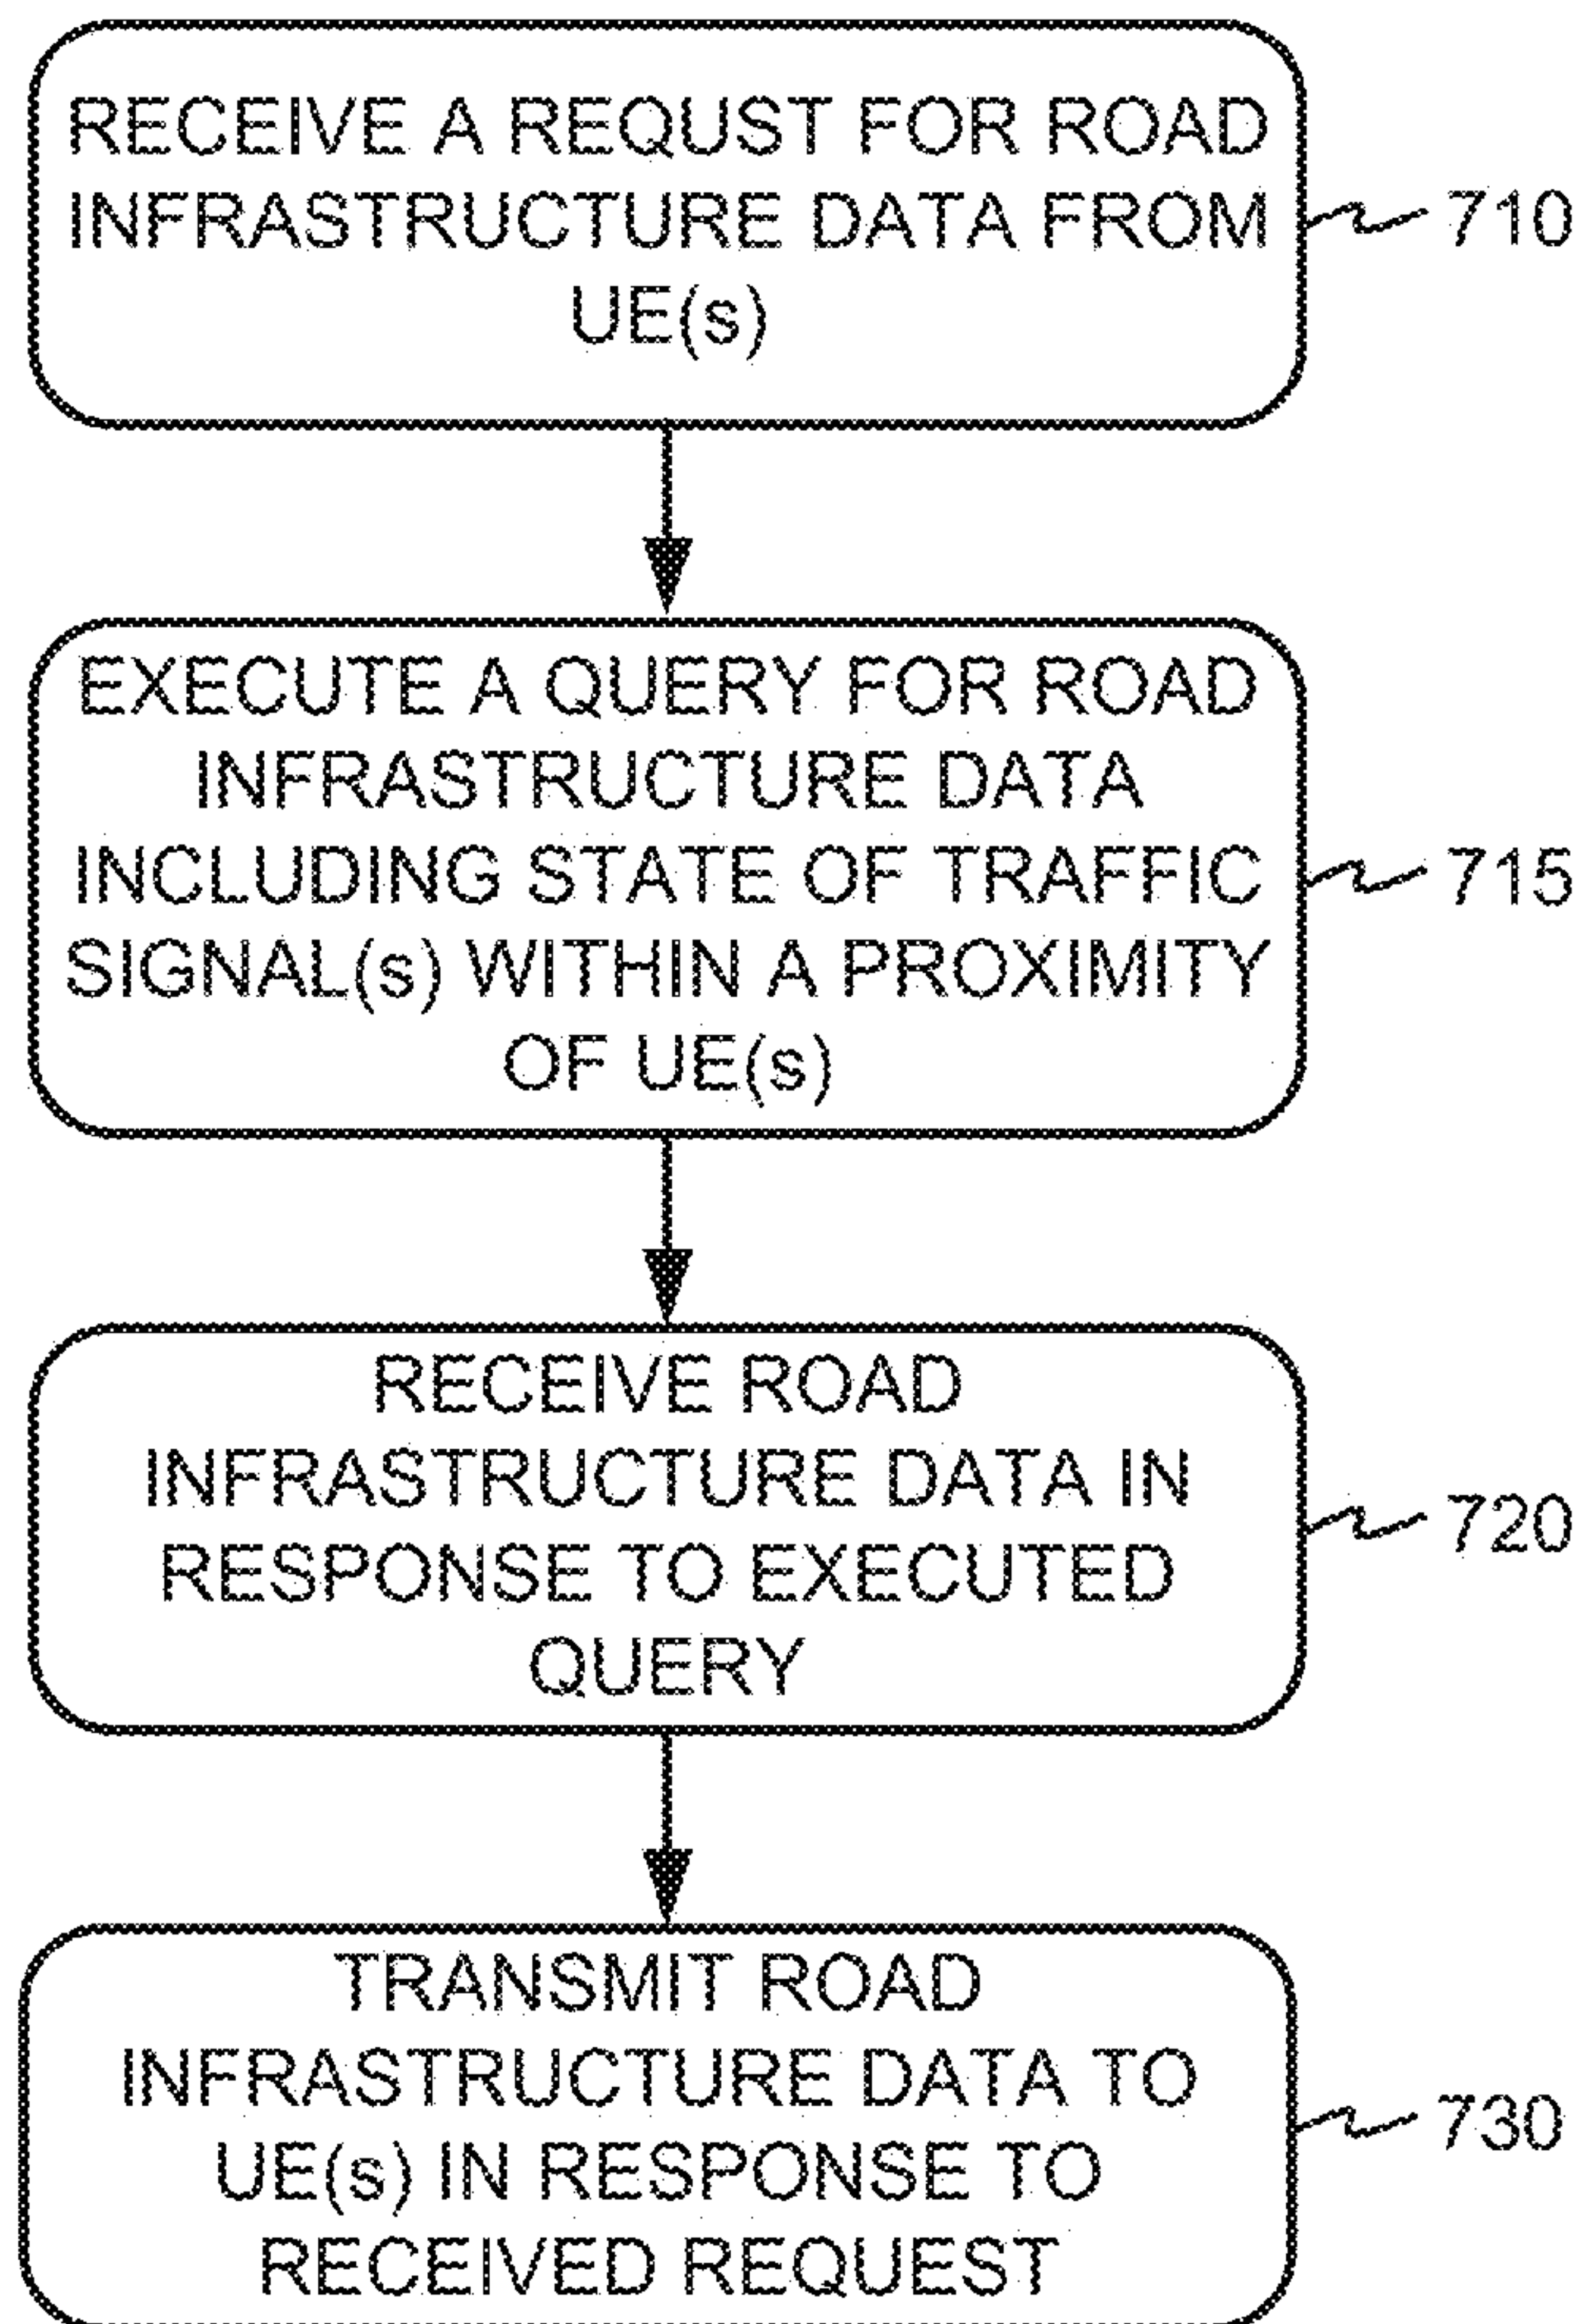 RECEIVE A REQUST FOR ROAD
INFRASTRUCTURE DATA FROM
UE(s)
710
EXECUTE A QUERY FOR ROAD
INFRASTRUCTURE DATA
INCLUDING STATE OF TRAFFIC
SIGNAL(s) WITHIN A PROXIMITY
OF UE(s)
715
RECEIVE ROAD
INFRASTRUCTURE DATA IN
RESPONSE TO EXECUTED
QUERY
720
TRANSMIT ROAD
INFRASTRUCTURE DATA TO
UE(s) IN RESPONSE TO
RECEIVED REQUEST
730